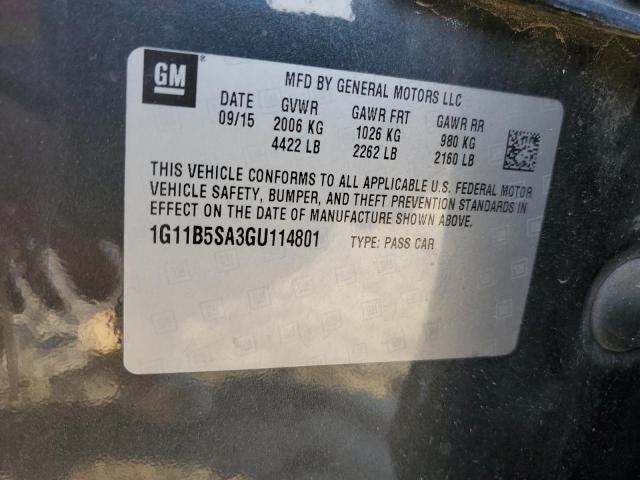 GM
MFD BY GENERAL MOTORS LLC
DATE GVWR GAWR FRT GAWR RR
09/15 2006 KG 1026 KG 980 KG
4422 LB 2262 LB 2160 LB
THIS VEHICLE CONFORMS TO ALL APPLICABLE U.S. FEDERAL MOTOR
VEHICLE SAFETY, BUMPER, AND THEFT PREVENTION STANDARDS IN
EFFECT ON THE DATE OF MANUFACTURE SHOWN ABOVE.
1G11B5SA3GU114801 TYPE: PASS CAR